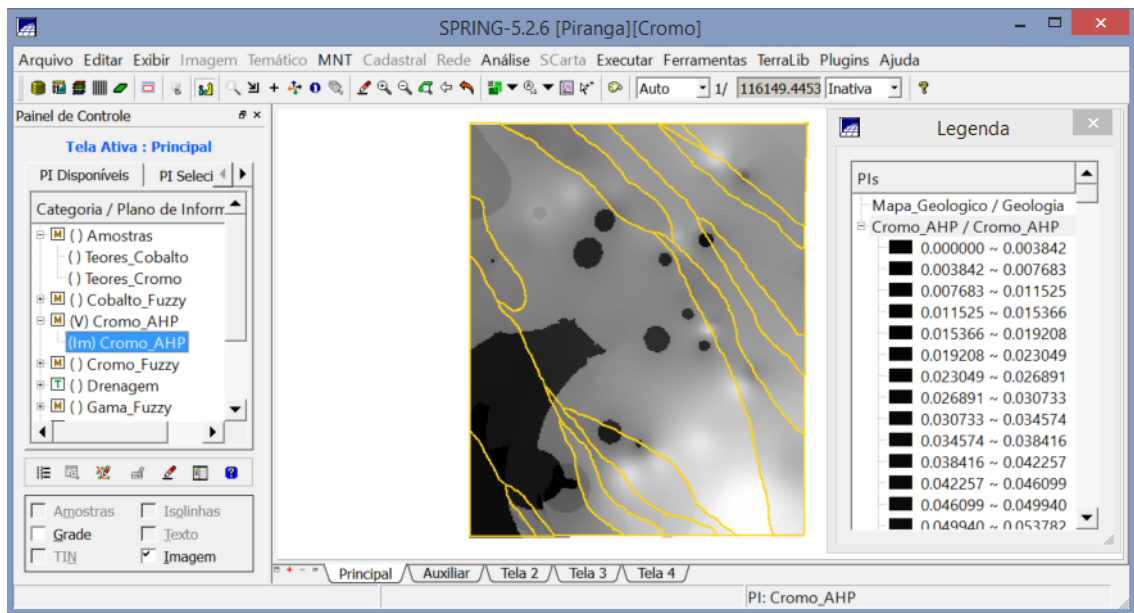 SPRING-5.2.6 [Piranga][Cromo]
Arquivo Editar Exibir Imagem Temático MNT Cadastral Rede Análise SCarta Executar Ferramentas TerraLib Plugins Ajuda
Auto 1/ 116149.4453 Inativa
Painel de Controle
Tela Ativa : Principal
PI Disponíveis PI Seleci
Categoria / Plano de Inform
() Amostras
() Teores_Cobalto
() Teores_Cromo
() Cobalto_Fuzzy
(V) Cromo_AHP
(Im) Cromo_AHP
() Cromo_Fuzzy
() Drenagem
() Gama_Fuzzy
Amostras Isolinhas
Grade Texto
TIN Imagem
Legenda
PIs
Mapa_Geologico / Geologia
Cromo_AHP / Cromo_AHP
0.000000 ~ 0.003842
0.003842 ~ 0.007683
0.007683 ~ 0.011525
0.011525 ~ 0.015366
0.015366 ~ 0.019208
0.019208 ~ 0.023049
0.023049 ~ 0.026891
0.026891 ~ 0.030733
0.030733 ~ 0.034574
0.034574 ~ 0.038416
0.038416 ~ 0.042257
0.042257 ~ 0.046099
0.046099 ~ 0.049940
0.049940 ~ 0.053782
Principal Auxiliar Tela 2 Tela 3 Tela 4
PI: Cromo_AHP